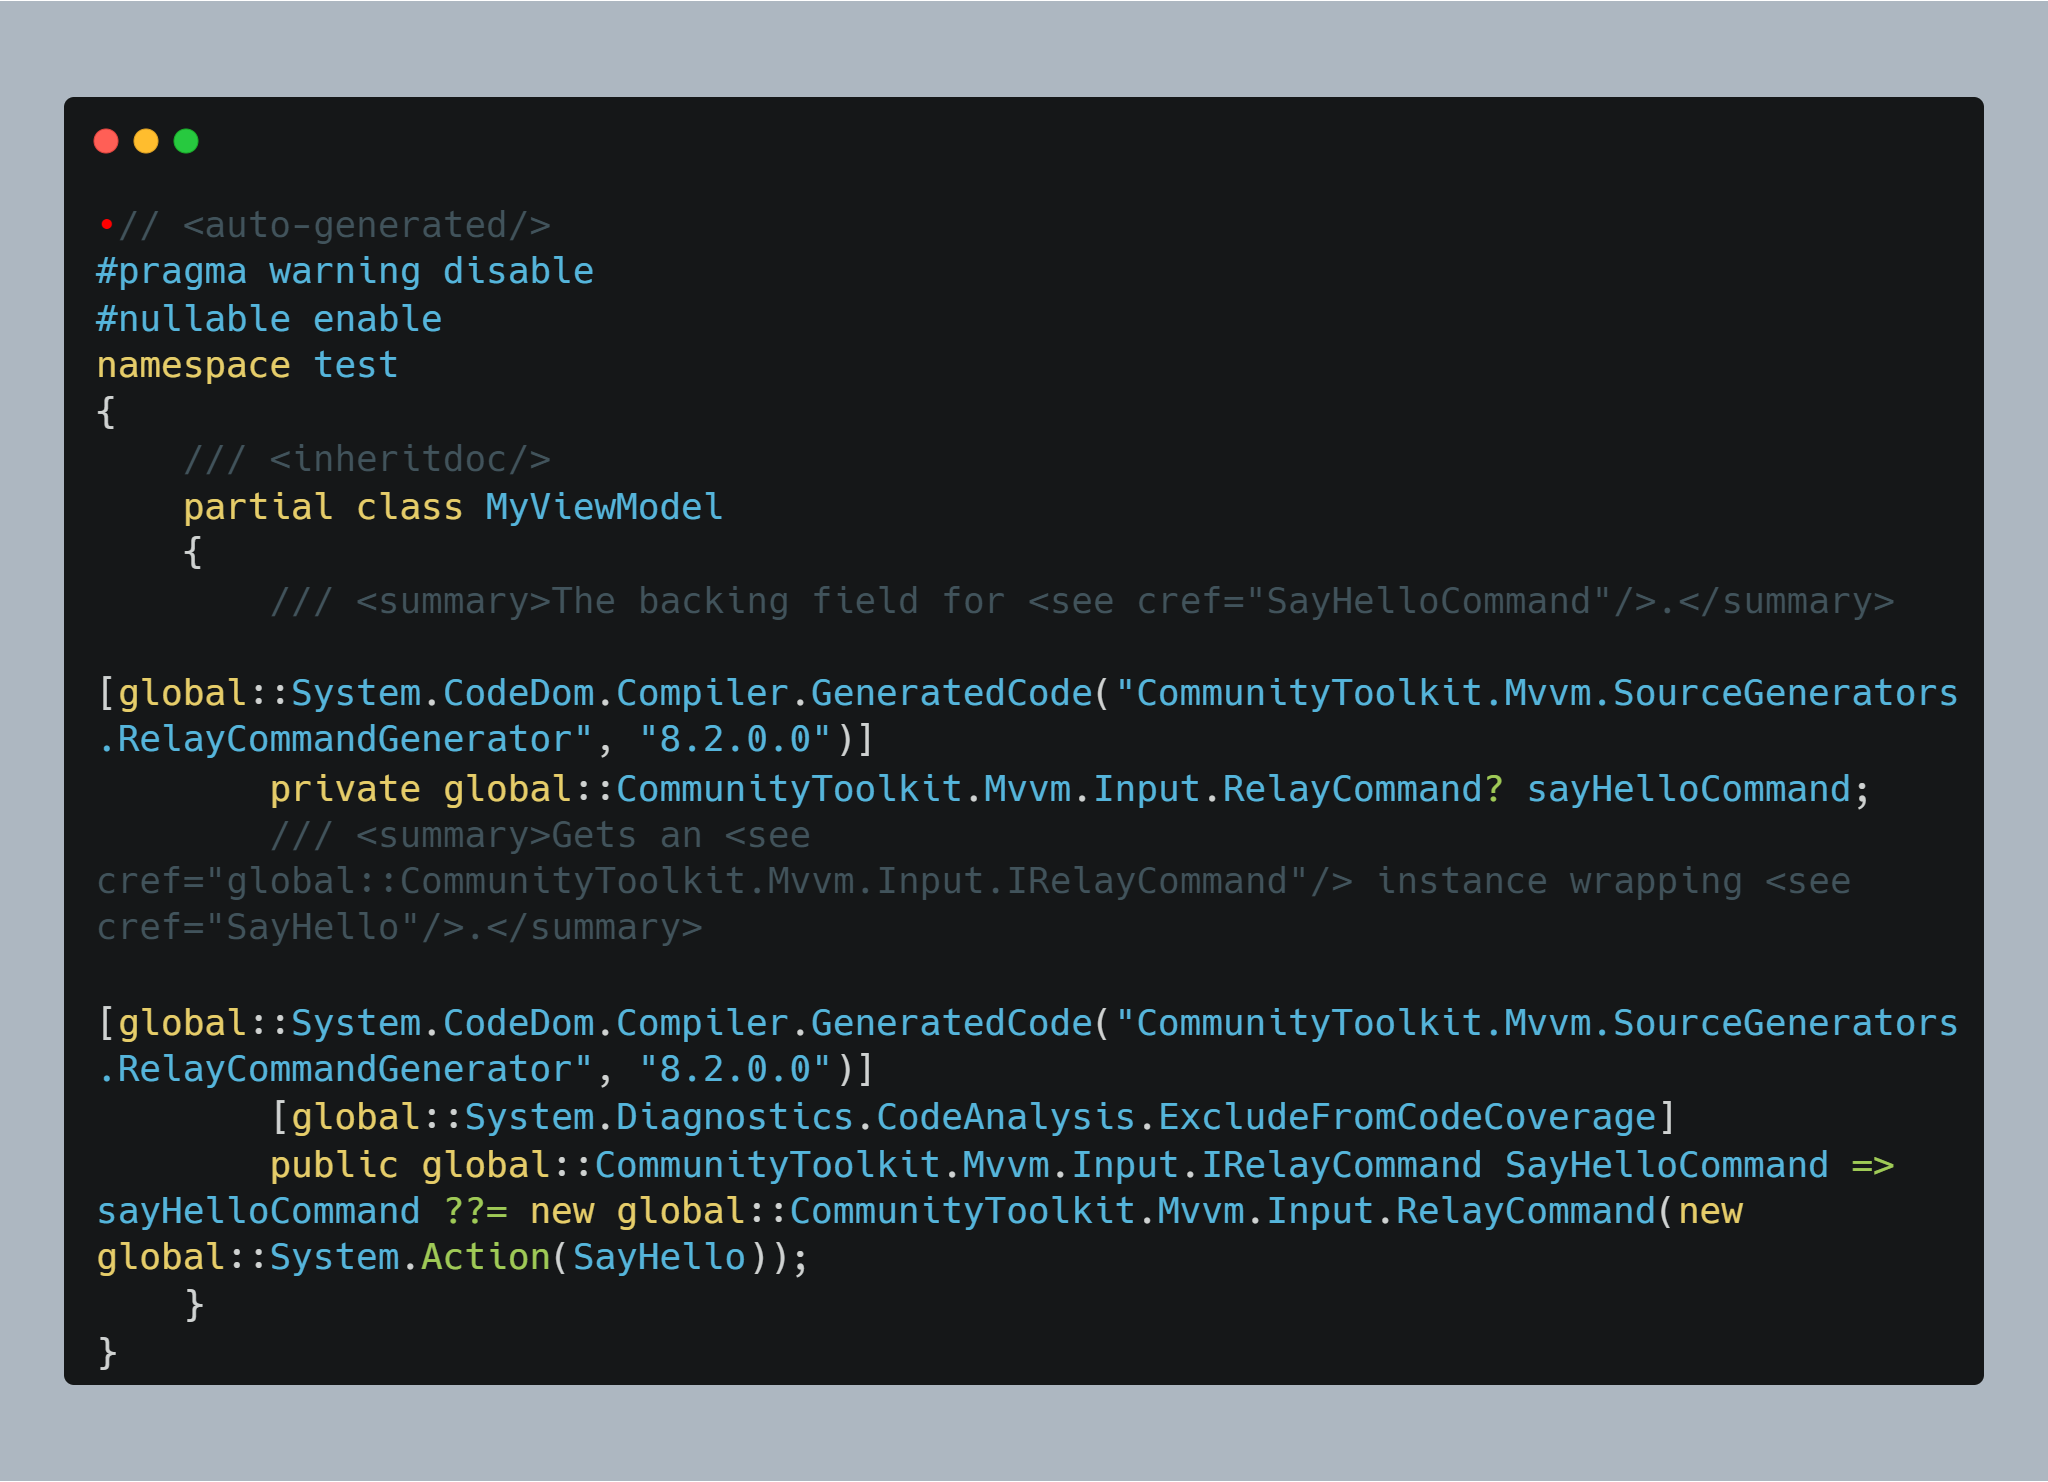 •// <auto-generated/>
#pragma warning disable
#nullable enable
namespace test
{
    /// <inheritdoc/>
    partial class MyViewModel
    {
        /// <summary>The backing field for <see cref="SayHelloCommand"/>.</summary>

[global::System.CodeDom.Compiler.GeneratedCode("CommunityToolkit.Mvvm.SourceGenerators
.RelayCommandGenerator", "8.2.0.0")]
        private global::CommunityToolkit.Mvvm.Input.RelayCommand? sayHelloCommand;
        /// <summary>Gets an <see
cref="global::CommunityToolkit.Mvvm.Input.IRelayCommand"/> instance wrapping <see
cref="SayHello"/>.</summary>

[global::System.CodeDom.Compiler.GeneratedCode("CommunityToolkit.Mvvm.SourceGenerators
.RelayCommandGenerator", "8.2.0.0")]
        [global::System.Diagnostics.CodeAnalysis.ExcludeFromCodeCoverage]
        public global::CommunityToolkit.Mvvm.Input.IRelayCommand SayHelloCommand =>
sayHelloCommand ??= new global::CommunityToolkit.Mvvm.Input.RelayCommand(new
global::System.Action(SayHello));
    }
}